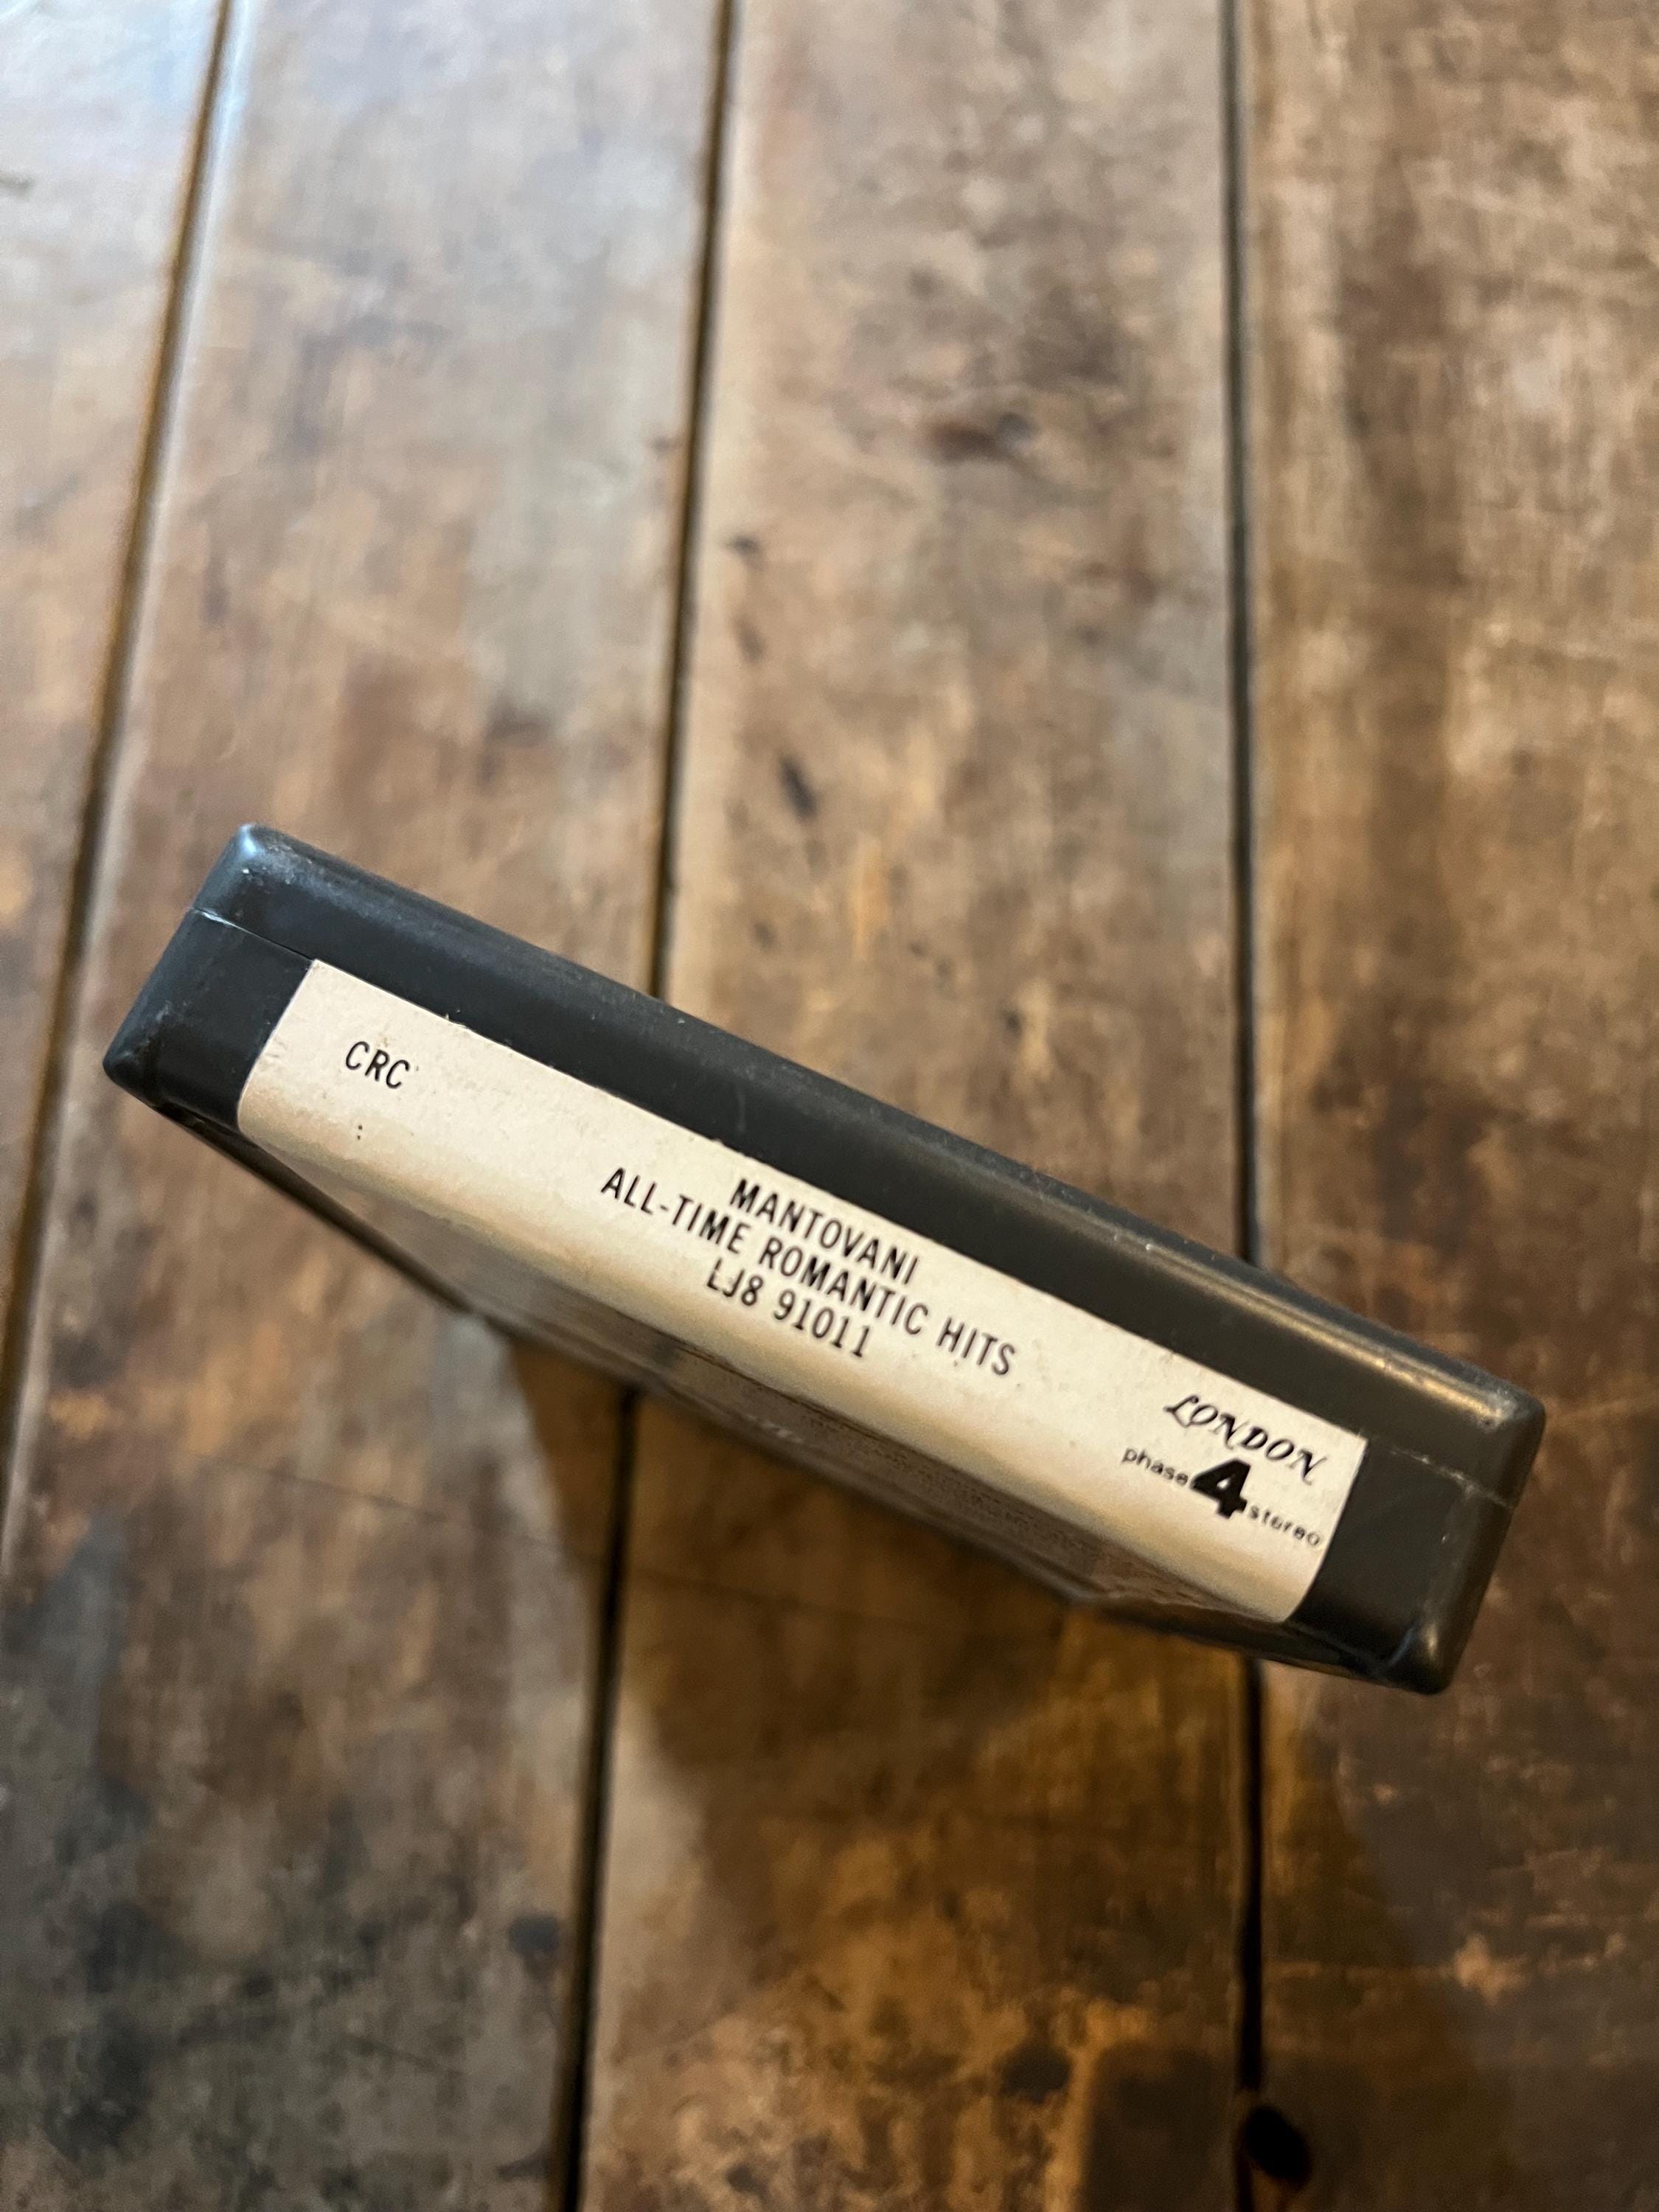 CRC
MANTOVANI
ALL-TIME ROMANTIC HITS
LJ8 91011
LONDON
phase 4 stereo